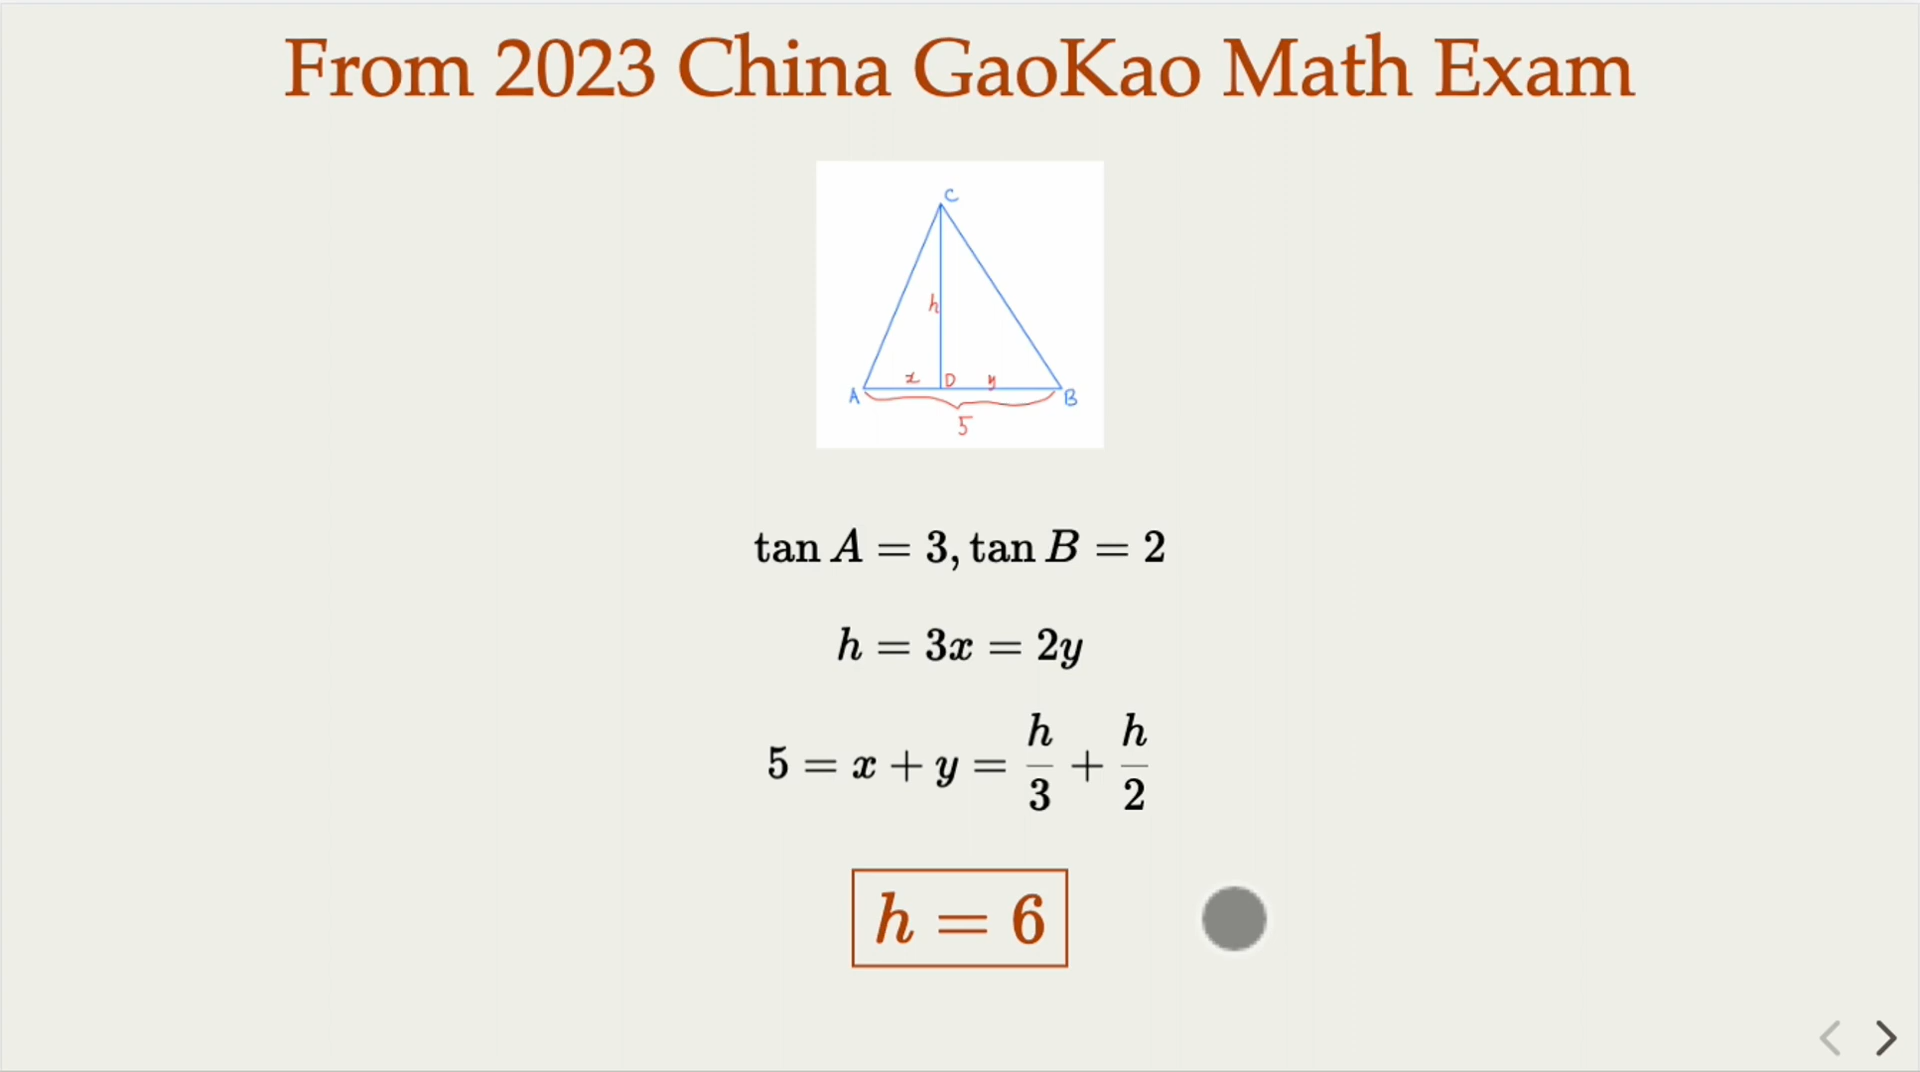 From 2023 China GaoKao Math Exam
C
h
x D y
A B
5
tan A = 3, tan B = 2
h = 3x = 2y
5 = x + y = h/3 + h/2
h = 6